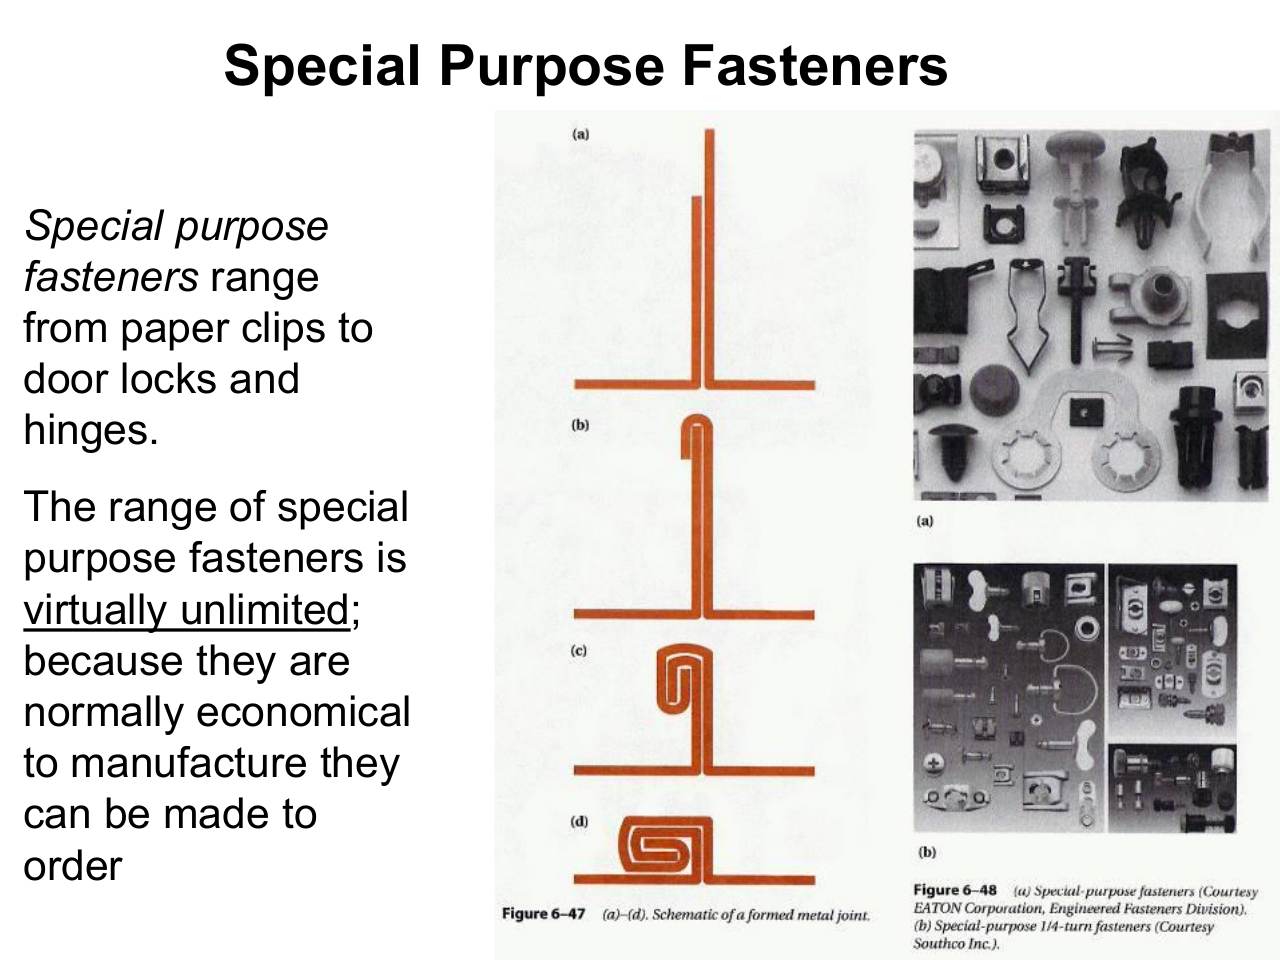 Special Purpose Fasteners
Special purpose
fasteners range
from paper clips to
door locks and
hinges.
The range of special
purpose fasteners is
virtually unlimited;
because they are
normally economical
to manufacture they
can be made to
order
(a)
(b)
(c)
(d)
Figure 6–47 (a)–(d). Schematic of a formed metal joint.
(a)
(b)
Figure 6–48 (a) Special-purpose fasteners (Courtesy
EATON Corporation, Engineered Fasteners Division).
(b) Special-purpose 1/4-turn fasteners (Courtesy
Southco Inc.).